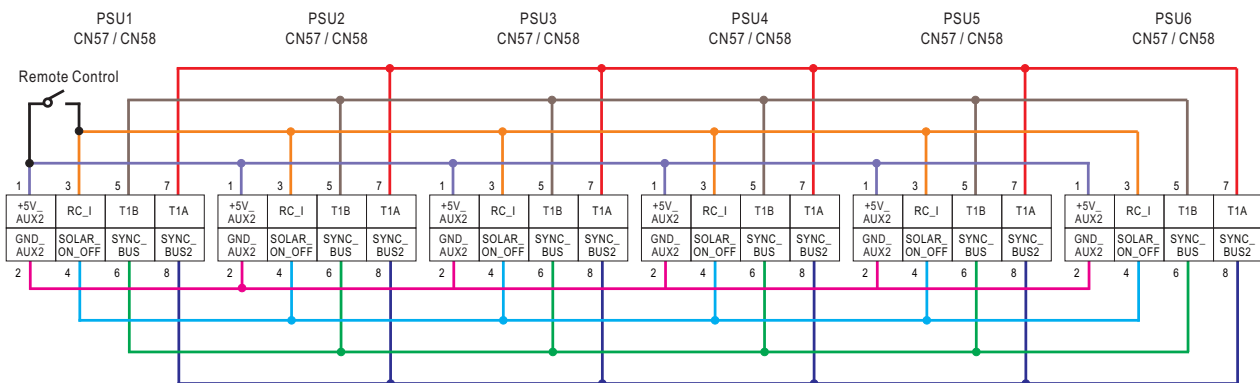 PSU1 PSU2 PSU3 PSU4 PSU5 PSU6
CN57 / CN58 CN57 / CN58 CN57 / CN58 CN57 / CN58 CN57 / CN58 CN57 / CN58
Remote Control
1 3 5 7 1 3 5 7 1 3 5 7 1 3 5 7 1 3 5 7 1 3 5 7
+5V_ AUX2 RC_I T1B T1A +5V_ AUX2 RC_I T1B T1A +5V_ AUX2 RC_I T1B T1A +5V_ AUX2 RC_I T1B T1A +5V_ AUX2 RC_I T1B T1A +5V_ AUX2 RC_I T1B T1A
GND_ AUX2 SOLAR_ ON_OFF SYNC_ BUS SYNC_ BUS2 GND_ AUX2 SOLAR_ ON_OFF SYNC_ BUS SYNC_ BUS2 GND_ AUX2 SOLAR_ ON_OFF SYNC_ BUS SYNC_ BUS2 GND_ AUX2 SOLAR_ ON_OFF SYNC_ BUS SYNC_ BUS2 GND_ AUX2 SOLAR_ ON_OFF SYNC_ BUS SYNC_ BUS2 GND_ AUX2 SOLAR_ ON_OFF SYNC_ BUS SYNC_ BUS2
2 4 6 8 2 4 6 8 2 4 6 8 2 4 6 8 2 4 6 8 2 4 6 8